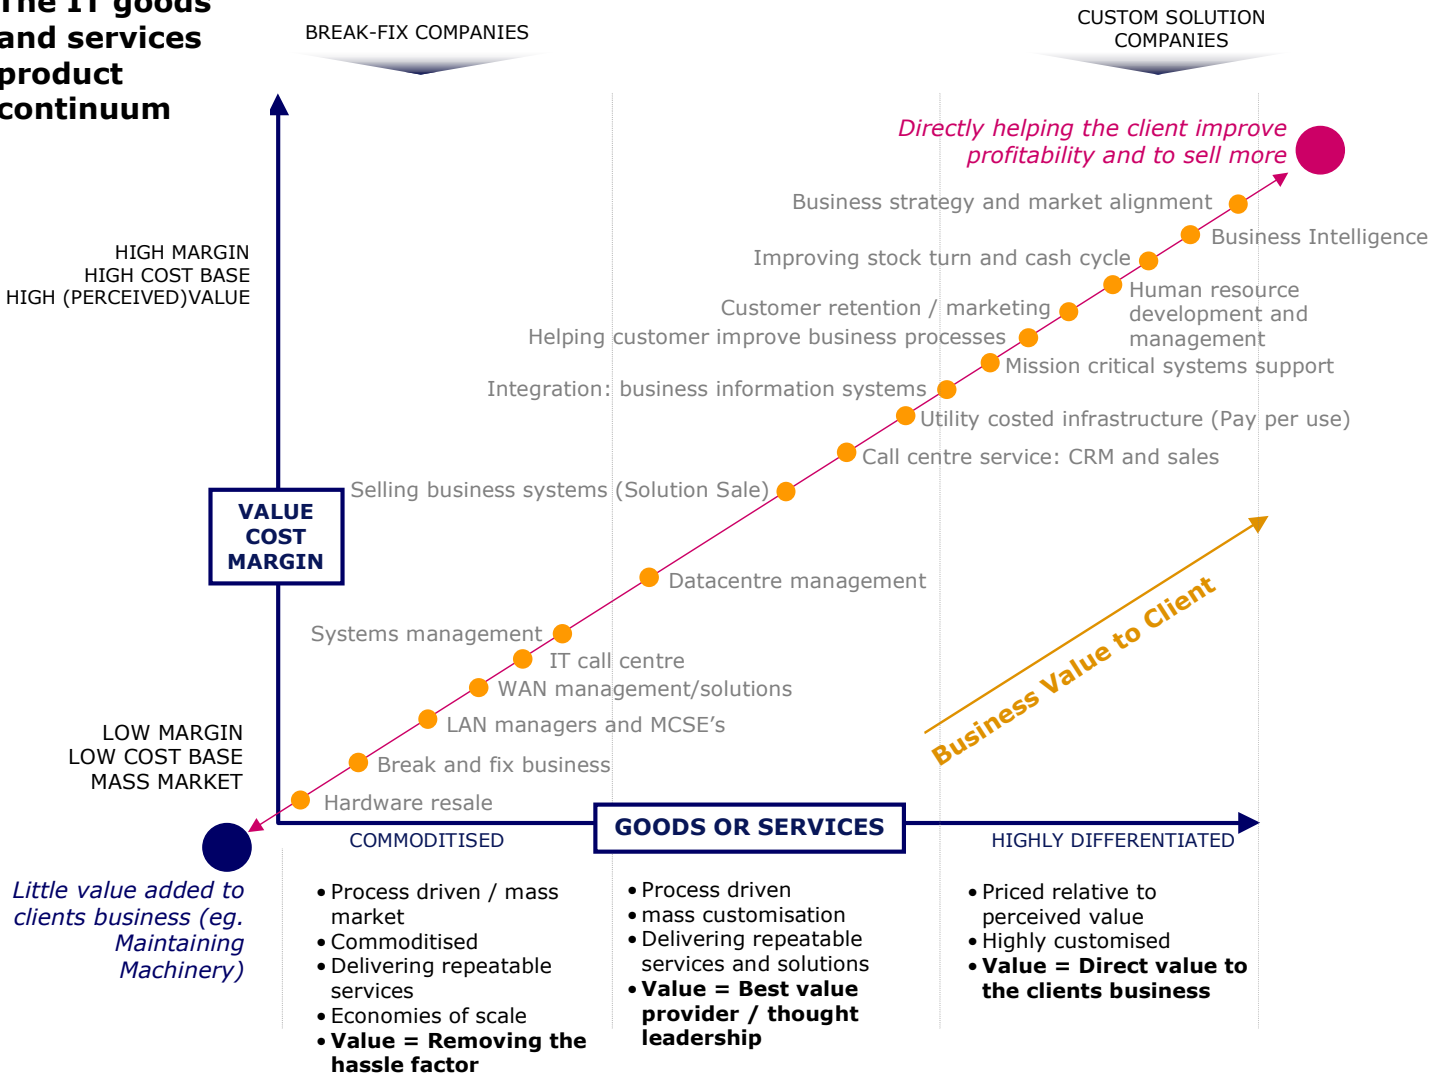 The IT goods
and services
product
continuum
BREAK-FIX COMPANIES
CUSTOM SOLUTION
COMPANIES
Directly helping the client improve
profitability and to sell more
Business strategy and market alignment
Business Intelligence
Improving stock turn and cash cycle
Human resource
development and
management
Customer retention / marketing
Helping customer improve business processes
Mission critical systems support
Integration: business information systems
Utility costed infrastructure (Pay per use)
Call centre service: CRM and sales
Selling business systems (Solution Sale)
Datacentre management
Systems management
IT call centre
WAN management/solutions
LAN managers and MCSE’s
Break and fix business
Hardware resale
HIGH MARGIN
HIGH COST BASE
HIGH (PERCEIVED)VALUE
VALUE
COST
MARGIN
LOW MARGIN
LOW COST BASE
MASS MARKET
Business Value to Client
COMMODITISED
GOODS OR SERVICES
HIGHLY DIFFERENTIATED
Little value added to
clients business (eg.
Maintaining
Machinery)
• Process driven / mass
market
• Commoditised
• Delivering repeatable
services
• Economies of scale
• Value = Removing the
hassle factor
• Process driven
• mass customisation
• Delivering repeatable
services and solutions
• Value = Best value
provider / thought
leadership
• Priced relative to
perceived value
• Highly customised
• Value = Direct value to
the clients business